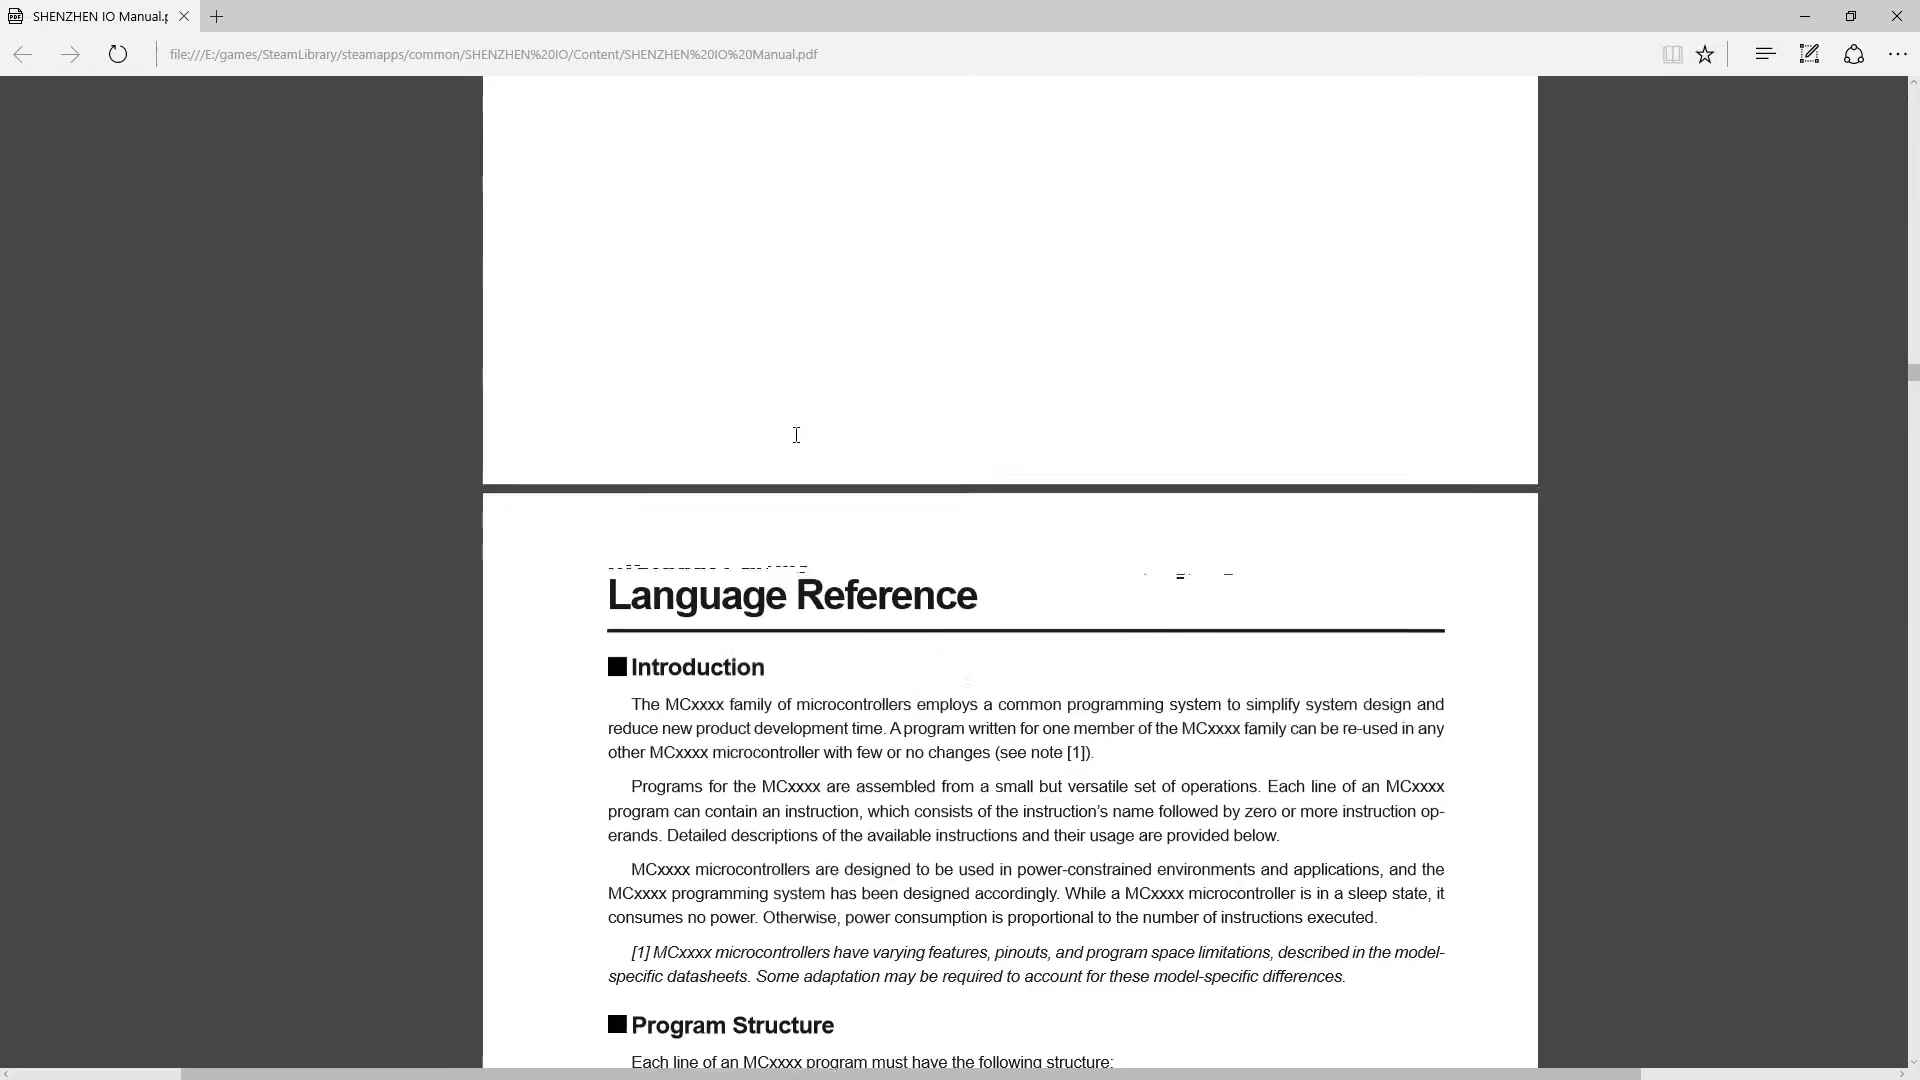 SHENZHEN IO Manual.p
file:///E:/games/SteamLibrary/steamapps/common/SHENZHEN%20IO/Content/SHENZHEN%20IO%20Manual.pdf
Language Reference
Introduction
The MCxxxx family of microcontrollers employs a common programming system to simplify system design and
reduce new product development time. A program written for one member of the MCxxxx family can be re-used in any
other MCxxxx microcontroller with few or no changes (see note [1]).
Programs for the MCxxxx are assembled from a small but versatile set of operations. Each line of an MCxxxx
program can contain an instruction, which consists of the instruction's name followed by zero or more instruction op-
erands. Detailed descriptions of the available instructions and their usage are provided below.
MCxxxx microcontrollers are designed to be used in power-constrained environments and applications, and the
MCxxxx programming system has been designed accordingly. While a MCxxxx microcontroller is in a sleep state, it
consumes no power. Otherwise, power consumption is proportional to the number of instructions executed.
[1] MCxxxx microcontrollers have varying features, pinouts, and program space limitations, described in the model-
specific datasheets. Some adaptation may be required to account for these model-specific differences.
Program Structure
Each line of an MCxxxx program must have the following structure: